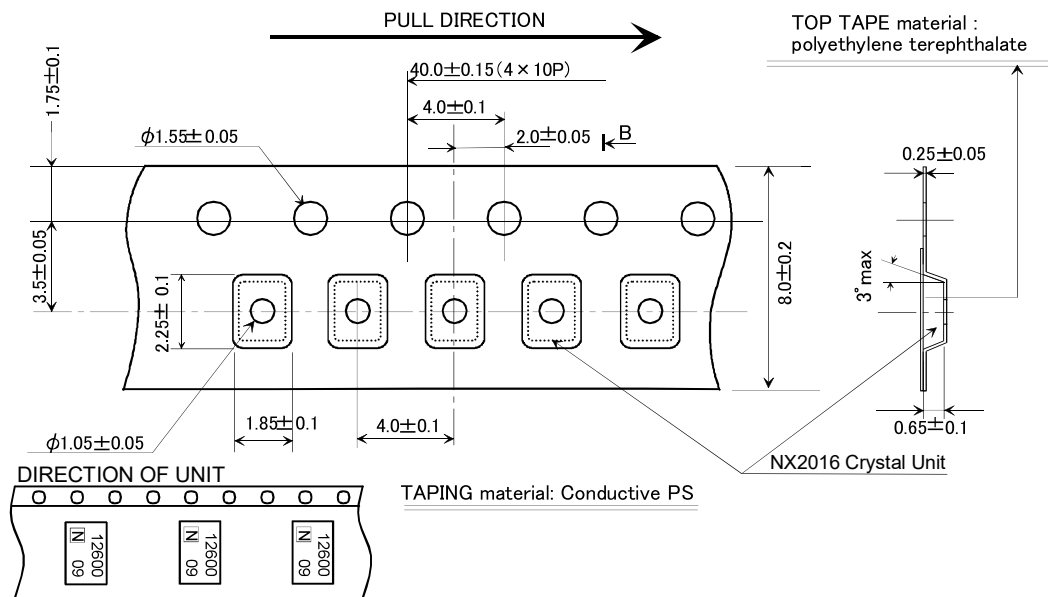 PULL DIRECTION
TOP TAPE material :
polyethylene terephthalate
1.75±0.1
40.0±0.15(4×10P)
4.0±0.1
φ1.55±0.05
2.0±0.05
B
0.25±0.05
3.5±0.05
2.25±0.1
8.0±0.2
3°max
φ1.05±0.05
1.85±0.1
4.0±0.1
0.65±0.1
NX2016 Crystal Unit
DIRECTION OF UNIT
TAPING material: Conductive PS
12600
N 09
12600
N 09
12600
N 09